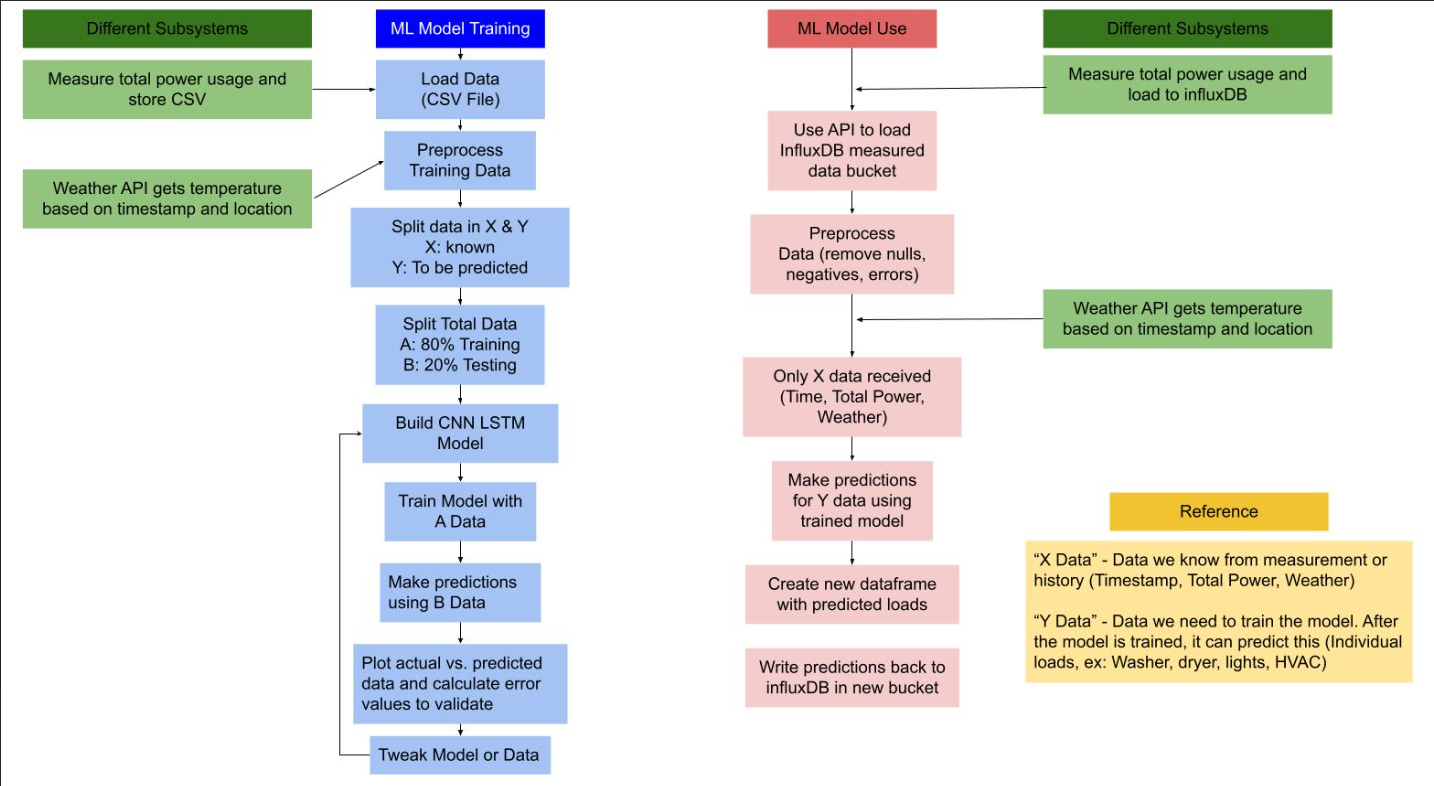 Different Subsystems
Measure total power usage and
store CSV
Weather API gets temperature
based on timestamp and location
ML Model Training
Load Data
(CSV File)
Preprocess
Training Data
Split data in X & Y
X: known
Y: To be predicted
Split Total Data
A: 80% Training
B: 20% Testing
Build CNN LSTM
Model
Train Model with
A Data
Make predictions
using B Data
Plot actual vs. predicted
data and calculate error
values to validate
Tweak Model or Data
ML Model Use
Use API to load
InfluxDB measured
data bucket
Preprocess
Data (remove nulls,
negatives, errors)
Only X data received
(Time, Total Power,
Weather)
Make predictions
for Y data using
trained model
Create new dataframe
with predicted loads
Write predictions back to
influxDB in new bucket
Different Subsystems
Measure total power usage and
load to influxDB
Weather API gets temperature
based on timestamp and location
Reference
“X Data” - Data we know from measurement or
history (Timestamp, Total Power, Weather)
“Y Data” - Data we need to train the model. After
the model is trained, it can predict this (Individual
loads, ex: Washer, dryer, lights, HVAC)